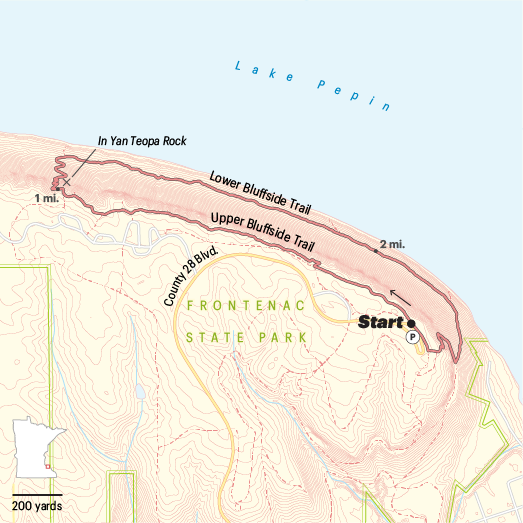 Lake Pepin
In Yan Teopa Rock
1 mi.
Lower Bluffside Trail
Upper Bluffside Trail
2 mi.
County 28 Blvd.
FRONTENAC
STATE PARK
Start
P
200 yards